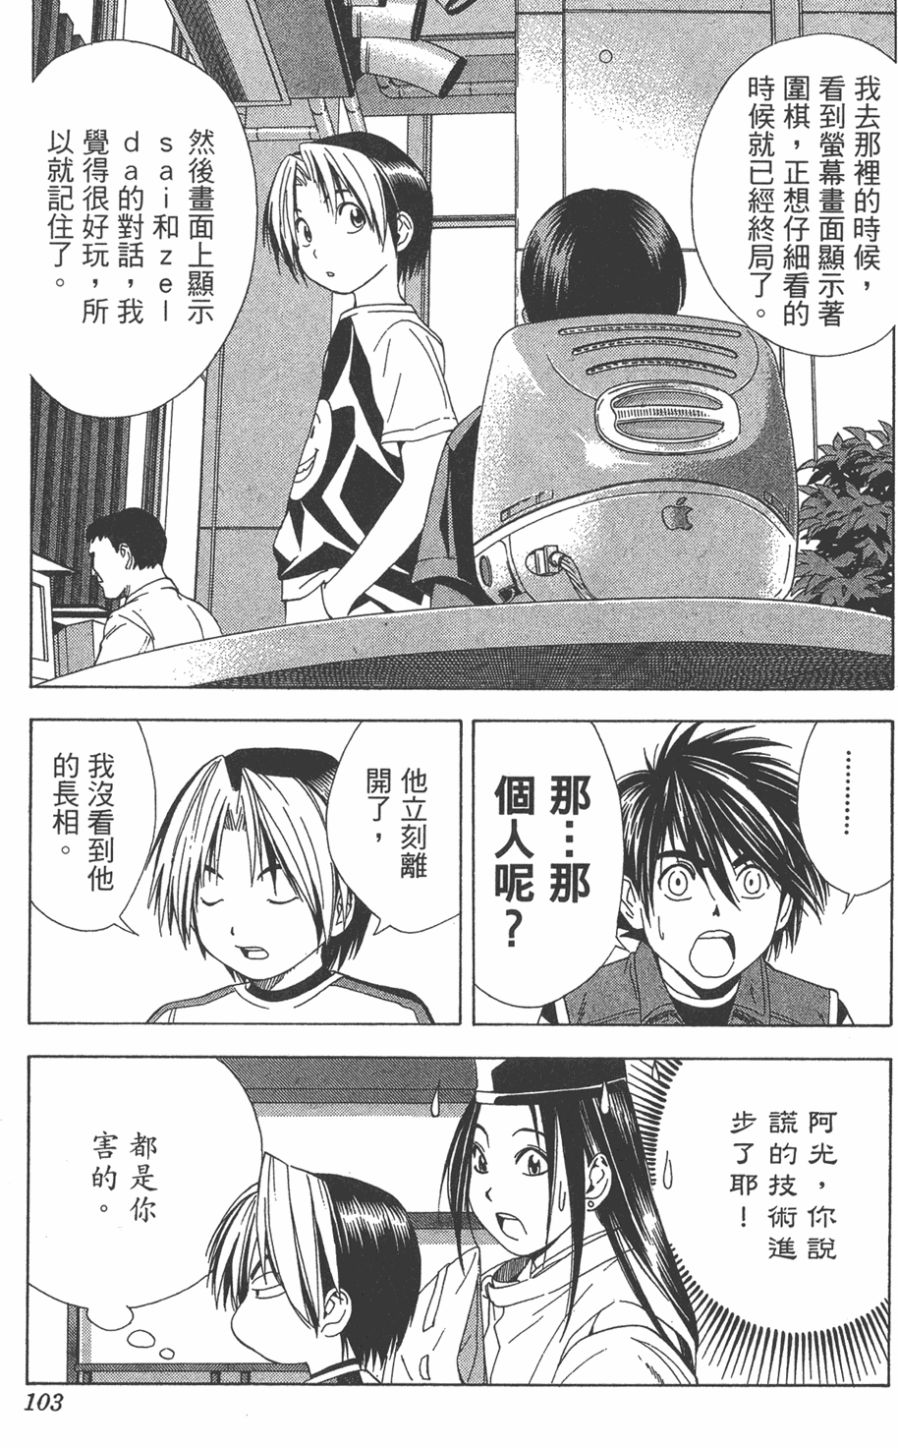 我去那裡的時候，
看到螢幕畫面顯示著
圍棋，正想仔細看的
時候就已經終局了。
然後畫面上顯示
sai和zel
da的對話，我
覺得很好玩，所
以就記住了。
…………
那…那
個人呢？
他立刻離
開了，
我沒看到他
的長相。
阿光，你說
謊的技術進
步了耶！
都是你
害的。
103